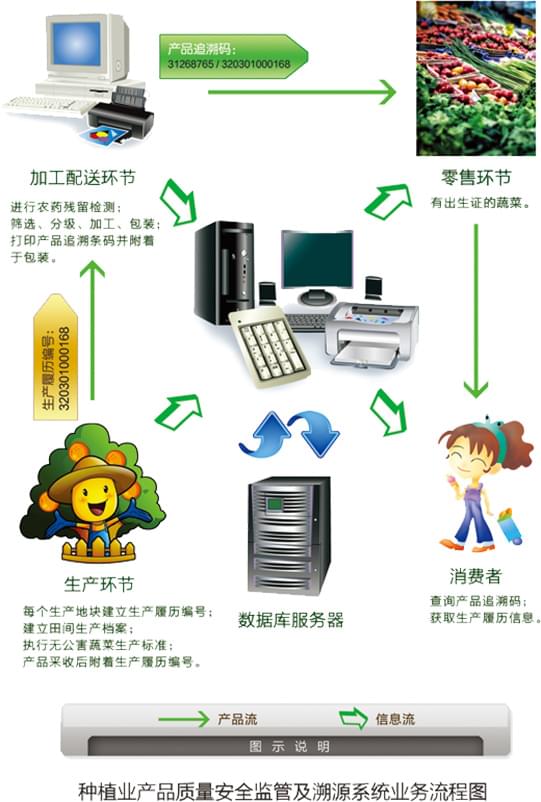 产品追溯码：
31268765 / 320301000168
加工配送环节
进行农药残留检测；
筛选、分级、加工、包装；
打印产品追溯条码并附着
于包装。
零售环节
有出生证的蔬菜。
生产履历编号：
320301000168
生产环节
每个生产地块建立生产履历编号；
建立田间生产档案；
执行无公害蔬菜生产标准；
产品采收后附着生产履历编号。
数据库服务器
消费者
查询产品追溯码；
获取生产履历信息。
产品流
信息流
图示说明
种植业产品质量安全监管及溯源系统业务流程图